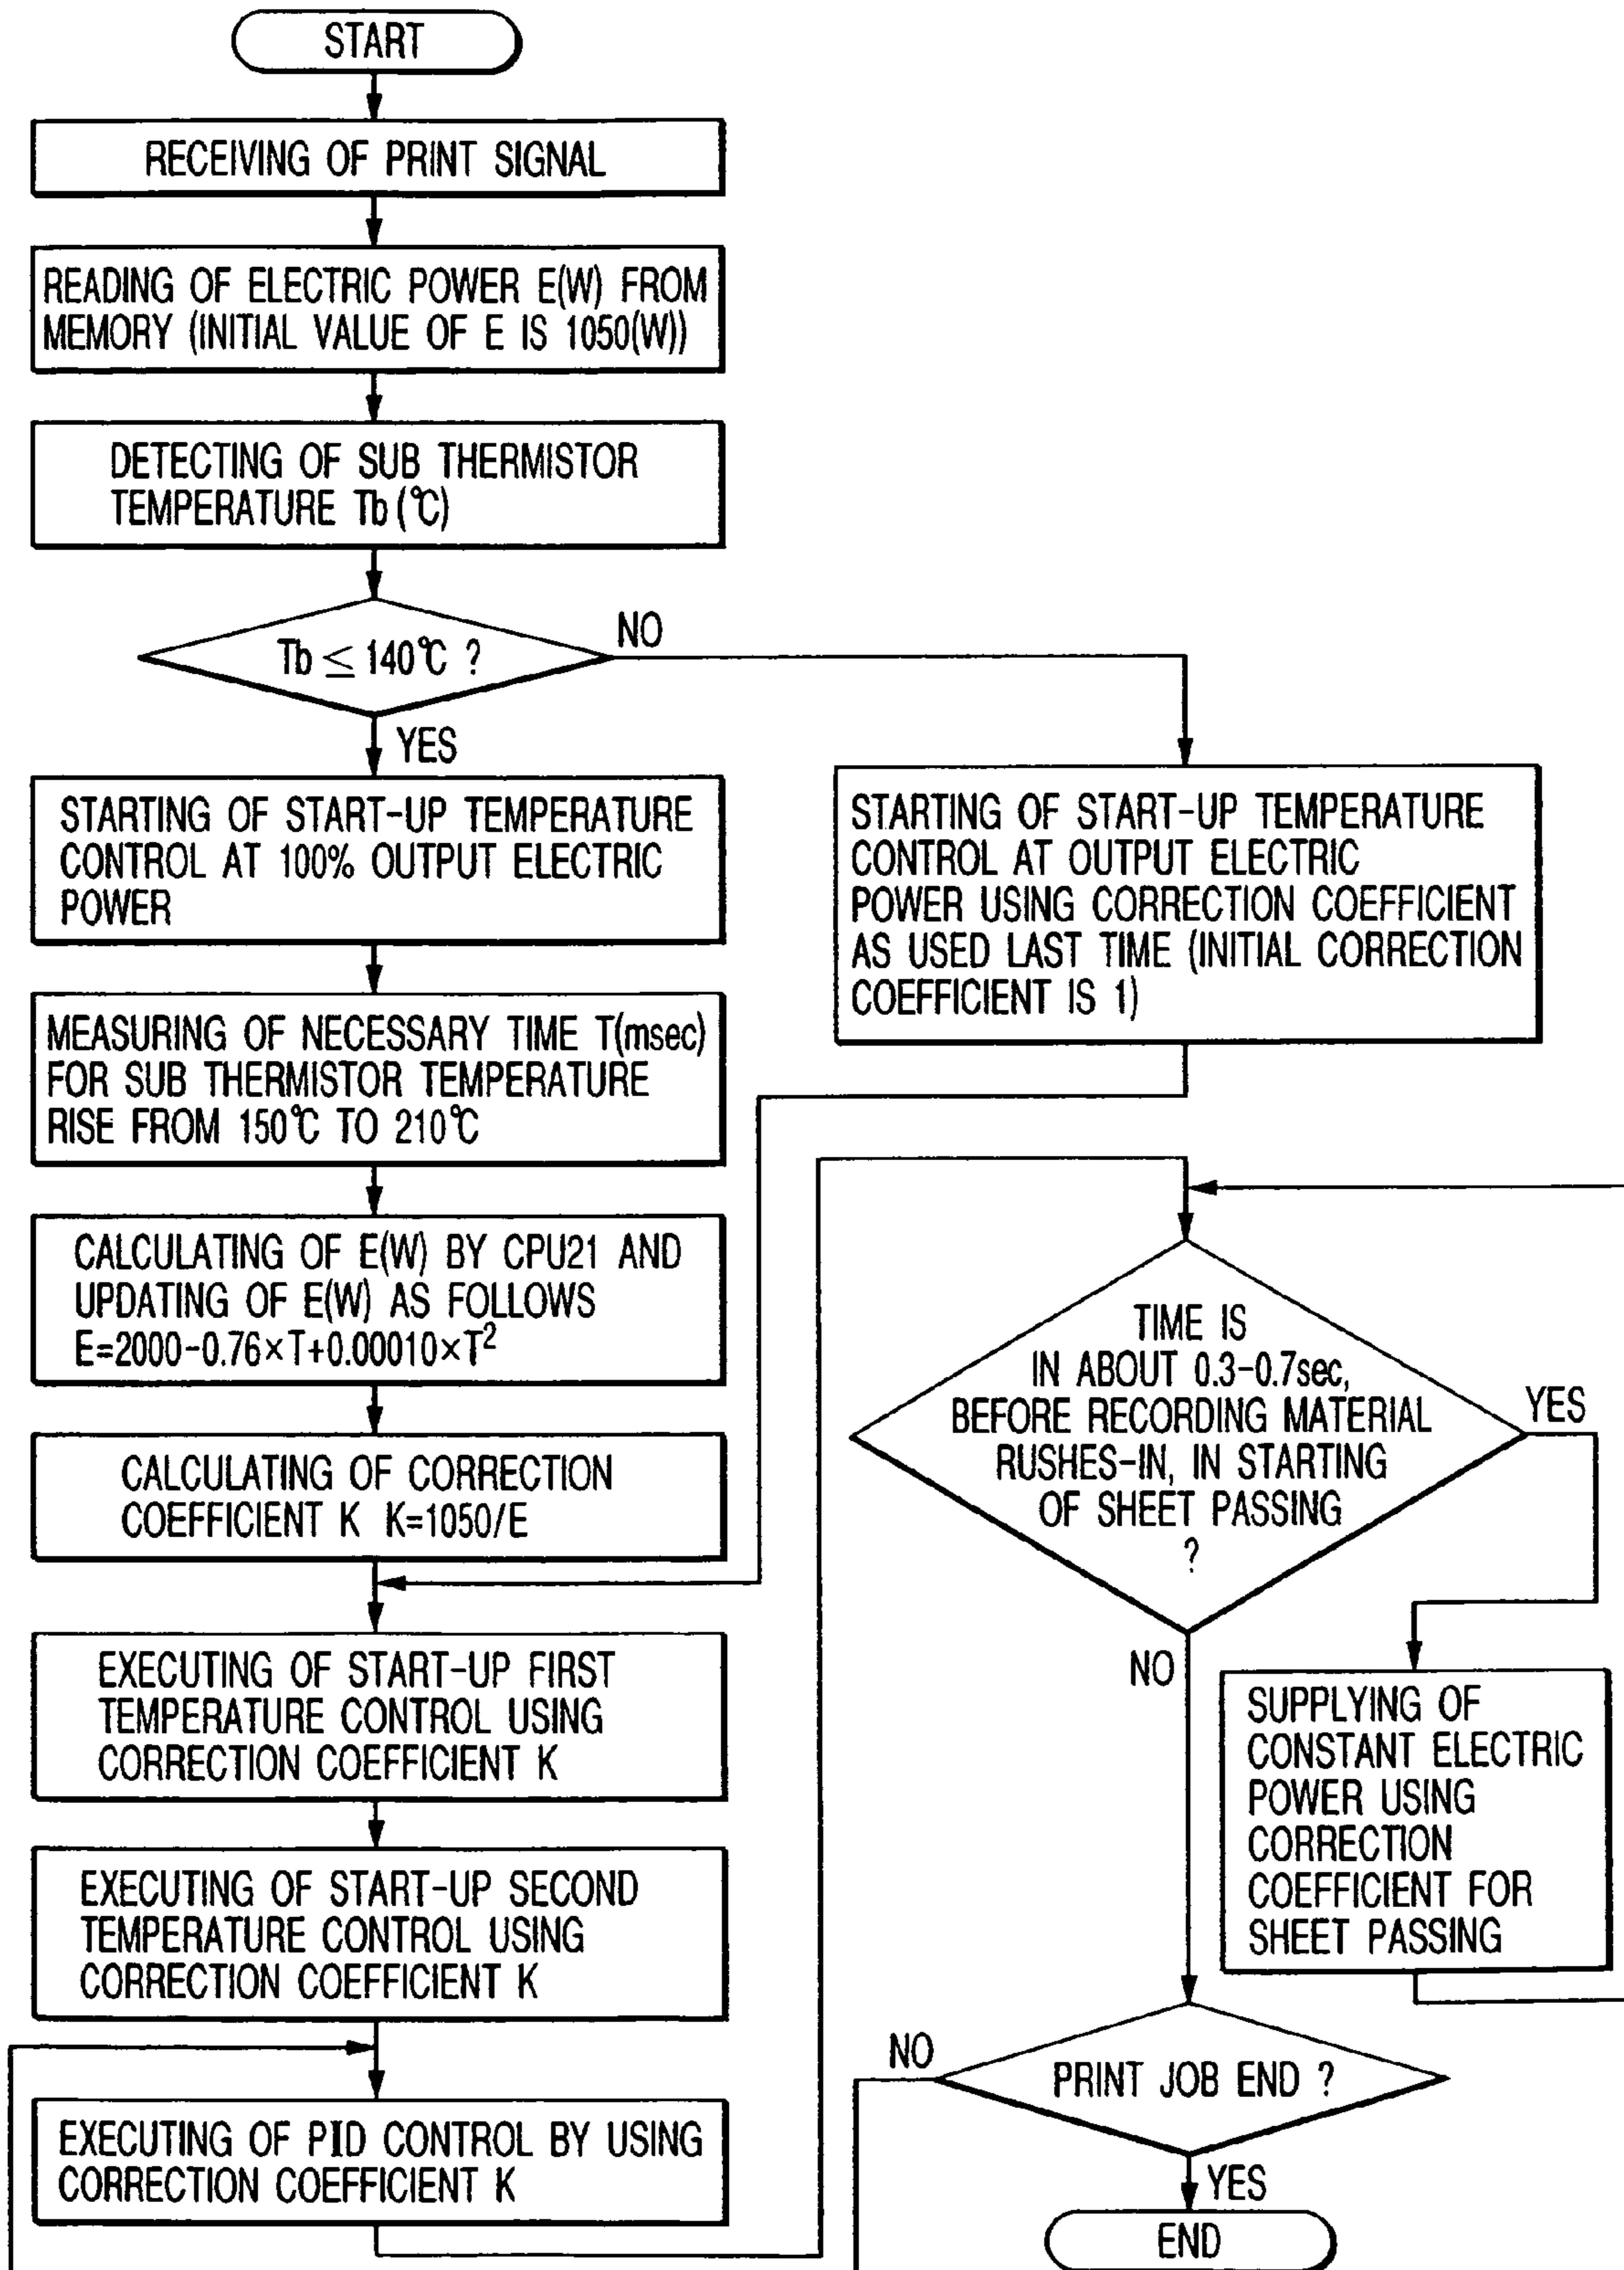 START
RECEIVING OF PRINT SIGNAL
READING OF ELECTRIC POWER E(W) FROM
MEMORY (INITIAL VALUE OF E IS 1050(W))
DETECTING OF SUB THERMISTOR
TEMPERATURE Tb (℃)
Tb ≤ 140℃ ?
NO
YES
STARTING OF START-UP TEMPERATURE
CONTROL AT 100% OUTPUT ELECTRIC
POWER
STARTING OF START-UP TEMPERATURE
CONTROL AT OUTPUT ELECTRIC
POWER USING CORRECTION COEFFICIENT
AS USED LAST TIME (INITIAL CORRECTION
COEFFICIENT IS 1)
MEASURING OF NECESSARY TIME T(msec)
FOR SUB THERMISTOR TEMPERATURE
RISE FROM 150℃ TO 210℃
CALCULATING OF E(W) BY CPU21 AND
UPDATING OF E(W) AS FOLLOWS
E=2000-0.76×T+0.00010×T²
CALCULATING OF CORRECTION
COEFFICIENT K K=1050/E
EXECUTING OF START-UP FIRST
TEMPERATURE CONTROL USING
CORRECTION COEFFICIENT K
EXECUTING OF START-UP SECOND
TEMPERATURE CONTROL USING
CORRECTION COEFFICIENT K
EXECUTING OF PID CONTROL BY USING
CORRECTION COEFFICIENT K
TIME IS
IN ABOUT 0.3-0.7sec,
BEFORE RECORDING MATERIAL
RUSHES-IN, IN STARTING
OF SHEET PASSING
?
YES
NO
SUPPLYING OF
CONSTANT ELECTRIC
POWER USING
CORRECTION
COEFFICIENT FOR
SHEET PASSING
NO
PRINT JOB END ?
YES
END